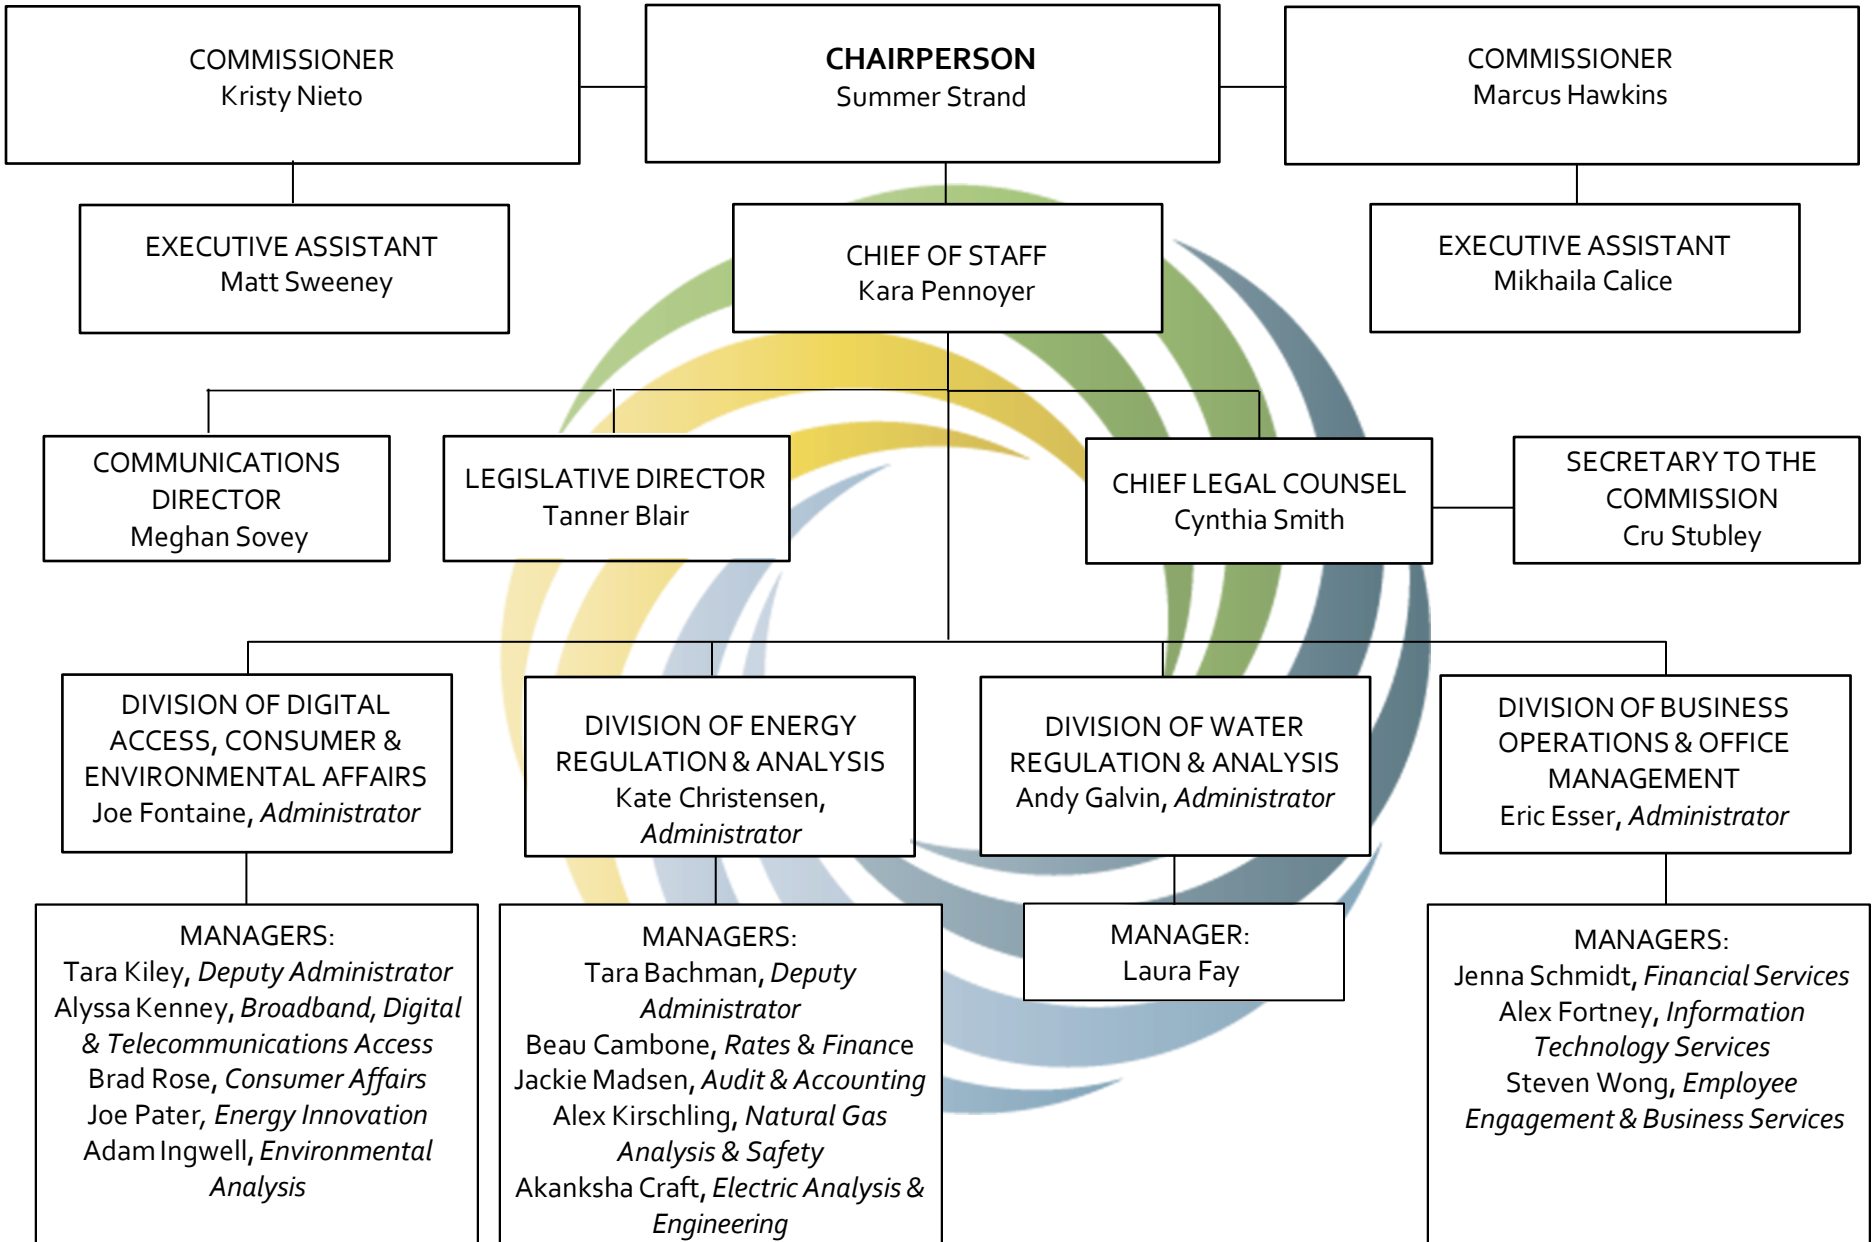 COMMISSIONER
Kristy Nieto
CHAIRPERSON
Summer Strand
COMMISSIONER
Marcus Hawkins
EXECUTIVE ASSISTANT
Matt Sweeney
CHIEF OF STAFF
Kara Pennoyer
EXECUTIVE ASSISTANT
Mikhaila Calice
COMMUNICATIONS
DIRECTOR
Meghan Sovey
LEGISLATIVE DIRECTOR
Tanner Blair
CHIEF LEGAL COUNSEL
Cynthia Smith
SECRETARY TO THE
COMMISSION
Cru Stubley
DIVISION OF DIGITAL
ACCESS, CONSUMER &
ENVIRONMENTAL AFFAIRS
Joe Fontaine, Administrator
DIVISION OF ENERGY
REGULATION & ANALYSIS
Kate Christensen,
Administrator
DIVISION OF WATER
REGULATION & ANALYSIS
Andy Galvin, Administrator
DIVISION OF BUSINESS
OPERATIONS & OFFICE
MANAGEMENT
Eric Esser, Administrator
MANAGERS:
Tara Kiley, Deputy Administrator
Alyssa Kenney, Broadband, Digital
& Telecommunications Access
Brad Rose, Consumer Affairs
Joe Pater, Energy Innovation
Adam Ingwell, Environmental
Analysis
MANAGERS:
Tara Bachman, Deputy
Administrator
Beau Cambone, Rates & Finance
Jackie Madsen, Audit & Accounting
Alex Kirschling, Natural Gas
Analysis & Safety
Akanksha Craft, Electric Analysis &
Engineering
MANAGER:
Laura Fay
MANAGERS:
Jenna Schmidt, Financial Services
Alex Fortney, Information
Technology Services
Steven Wong, Employee
Engagement & Business Services